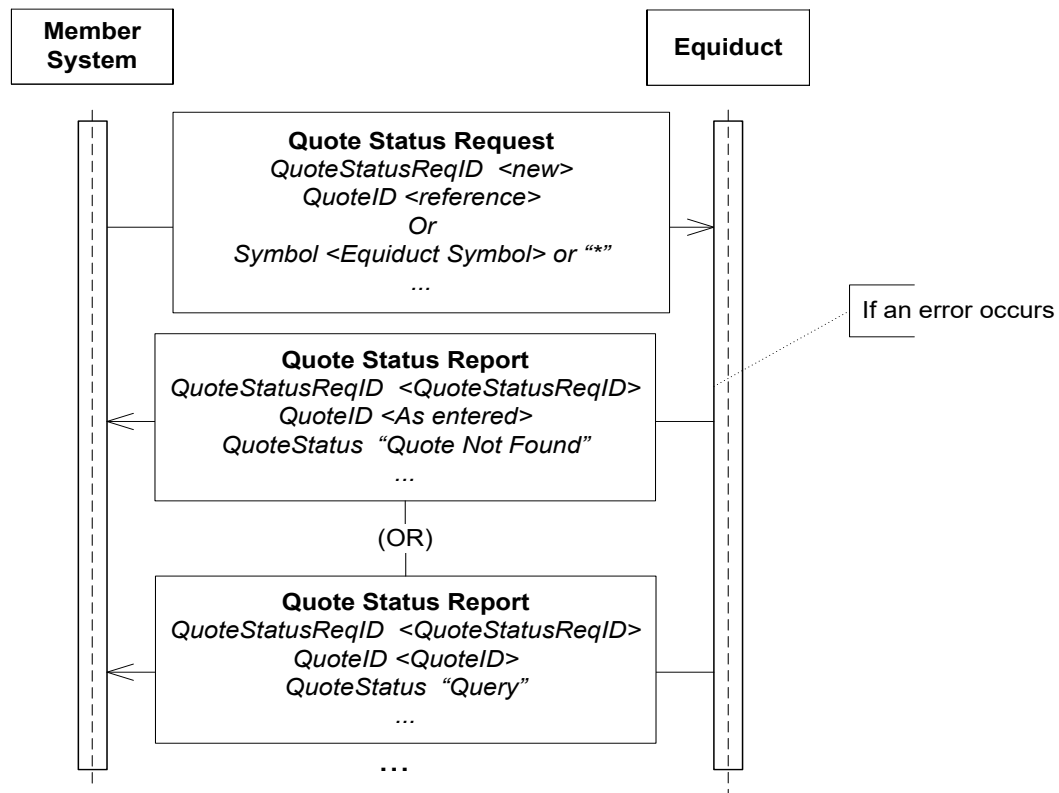 Member
System
Equiduct
Quote Status Request
QuoteStatusReqID <new>
QuoteID <reference>
Or
Symbol <Equiduct Symbol> or “*”
...
If an error occurs
Quote Status Report
QuoteStatusReqID <QuoteStatusReqID>
QuoteID <As entered>
QuoteStatus “Quote Not Found”
...
(OR)
Quote Status Report
QuoteStatusReqID <QuoteStatusReqID>
QuoteID <QuoteID>
QuoteStatus “Query”
...
...